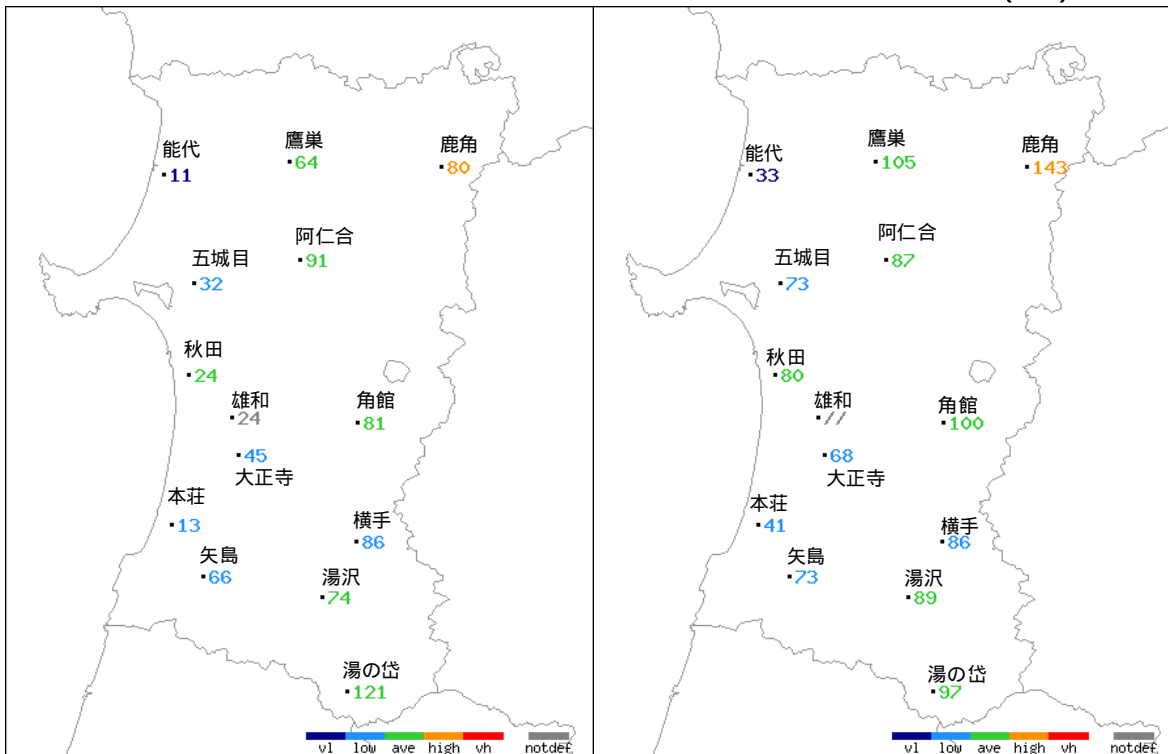 鷹巣
能代
鹿角
64
80
11
阿仁合
五城目
91
32
秋田
24
雄和
角館
24
81
45
大正寺
本荘
横手
13
86
矢島
66
湯沢
74
湯の岱
121
vl low ave high vh notdef
鷹巣
能代
鹿角
105
143
33
阿仁合
五城目
87
73
秋田
80
雄和
角館
//
100
68
大正寺
本荘
横手
41
86
矢島
73
湯沢
89
湯の岱
97
vl low ave high vh notdef